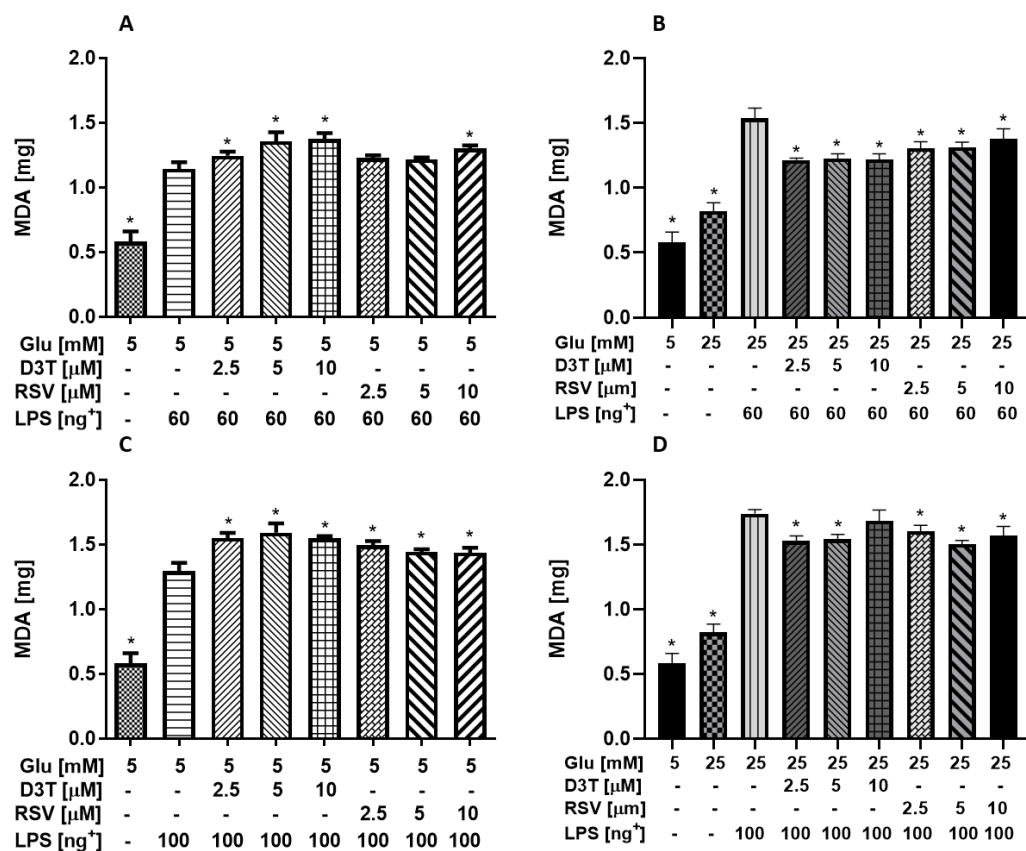 A
MDA [mg]
2.0
1.5
1.0
0.5
0.0
* * * * *
Glu [mM] 5 5 5 5 5 5 5 5
D3T [μM] - - 2.5 5 10 - - -
RSV [μM] - - - - - 2.5 5 10
LPS [ng⁺] - 60 60 60 60 60 60 60
B
MDA [mg]
2.0
1.5
1.0
0.5
0.0
* * * * * * * *
Glu [mM] 5 25 25 25 25 25 25 25 25
D3T [μM] - - - 2.5 5 10 - - -
RSV [μm] - - - - - - 2.5 5 10
LPS [ng⁺] - - 60 60 60 60 60 60 60
C
MDA [mg]
2.0
1.5
1.0
0.5
0.0
* * * * * * *
Glu [mM] 5 5 5 5 5 5 5 5
D3T [μM] - - 2.5 5 10 - - -
RSV [μM] - - - - - 2.5 5 10
LPS [ng⁺] - 100 100 100 100 100 100 100
D
MDA [mg]
2.0
1.5
1.0
0.5
0.0
* * * * * * *
Glu [mM] 5 25 25 25 25 25 25 25 25
D3T [μM] - - - 2.5 5 10 - - -
RSV [μm] - - - - - - 2.5 5 10
LPS [ng⁺] - - 100 100 100 100 100 100 100